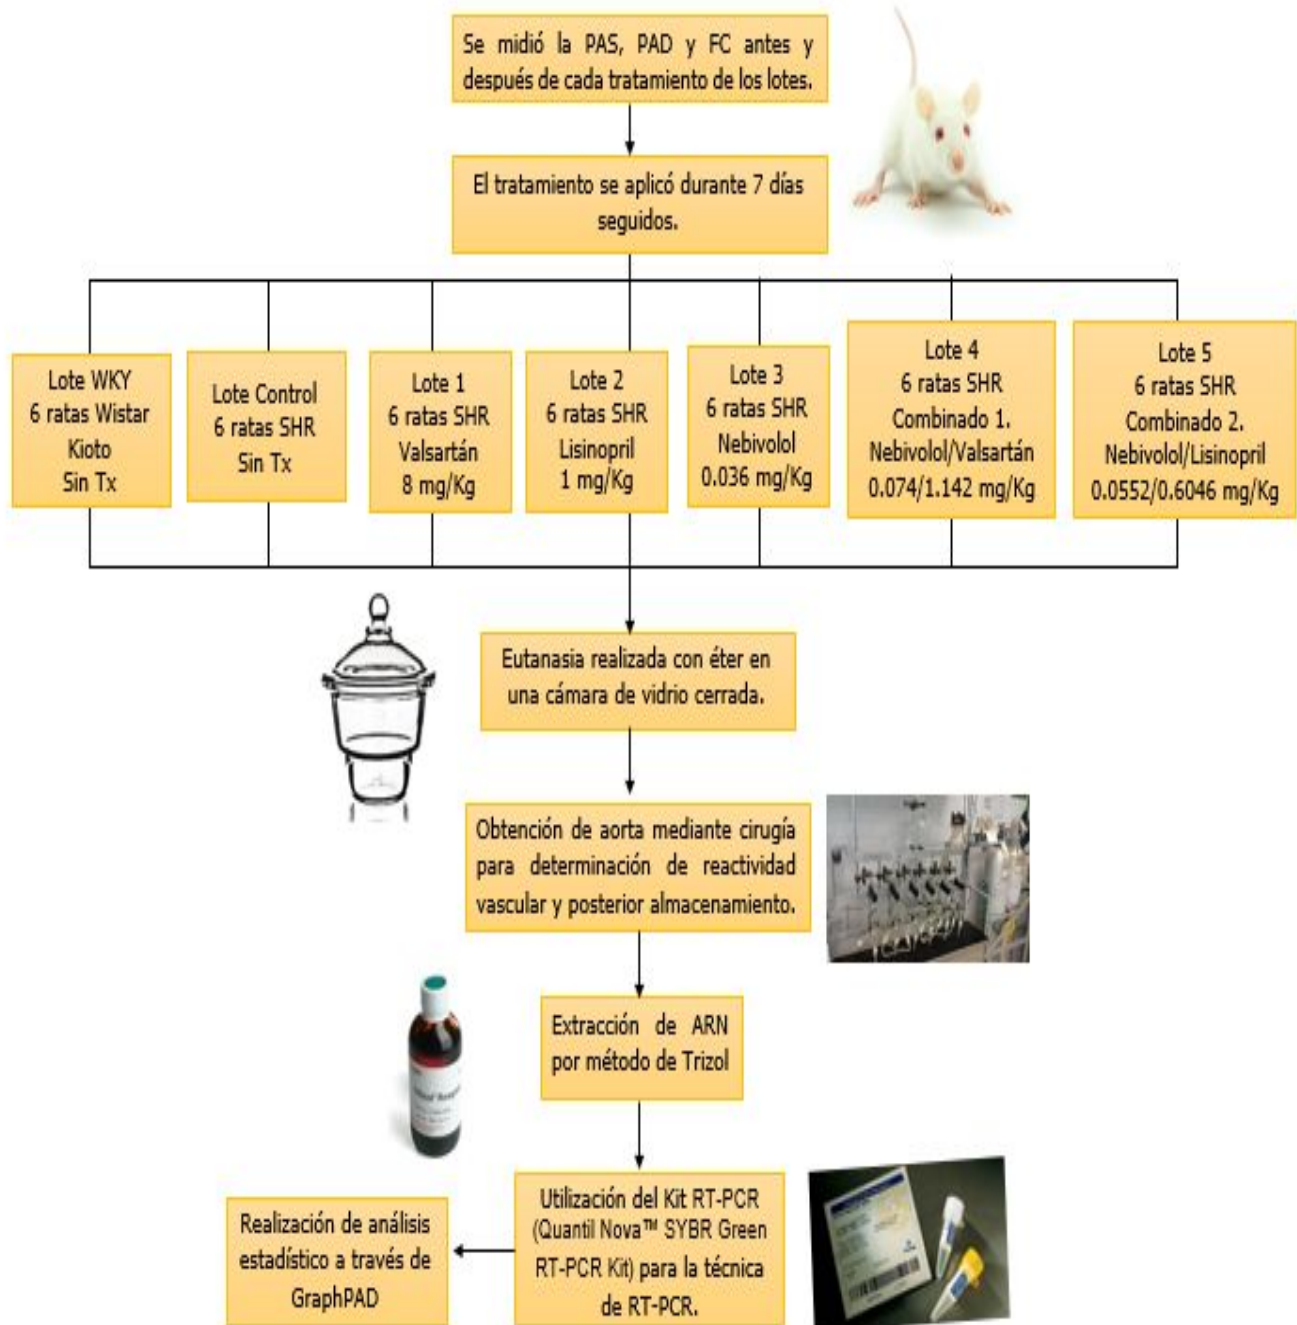 Se midió la PAS, PAD y FC antes y
después de cada tratamiento de los lotes.
El tratamiento se aplicó durante 7 días
seguidos.
Lote WKY
6 ratas Wistar
Kioto
Sin Tx
Lote Control
6 ratas SHR
Sin Tx
Lote 1
6 ratas SHR
Valsartán
8 mg/Kg
Lote 2
6 ratas SHR
Lisinopril
1 mg/Kg
Lote 3
6 ratas SHR
Nebivolol
0.036 mg/Kg
Lote 4
6 ratas SHR
Combinado 1.
Nebivolol/Valsartán
0.074/1.142 mg/Kg
Lote 5
6 ratas SHR
Combinado 2.
Nebivolol/Lisinopril
0.0552/0.6046 mg/Kg
Eutanasia realizada con éter en
una cámara de vidrio cerrada.
Obtención de aorta mediante cirugía
para determinación de reactividad
vascular y posterior almacenamiento.
Extracción de ARN
por método de Trizol
Utilización del Kit RT-PCR
(Quantil Nova™ SYBR Green
RT-PCR Kit) para la técnica
de RT-PCR.
Realización de análisis
estadístico a través de
GraphPAD